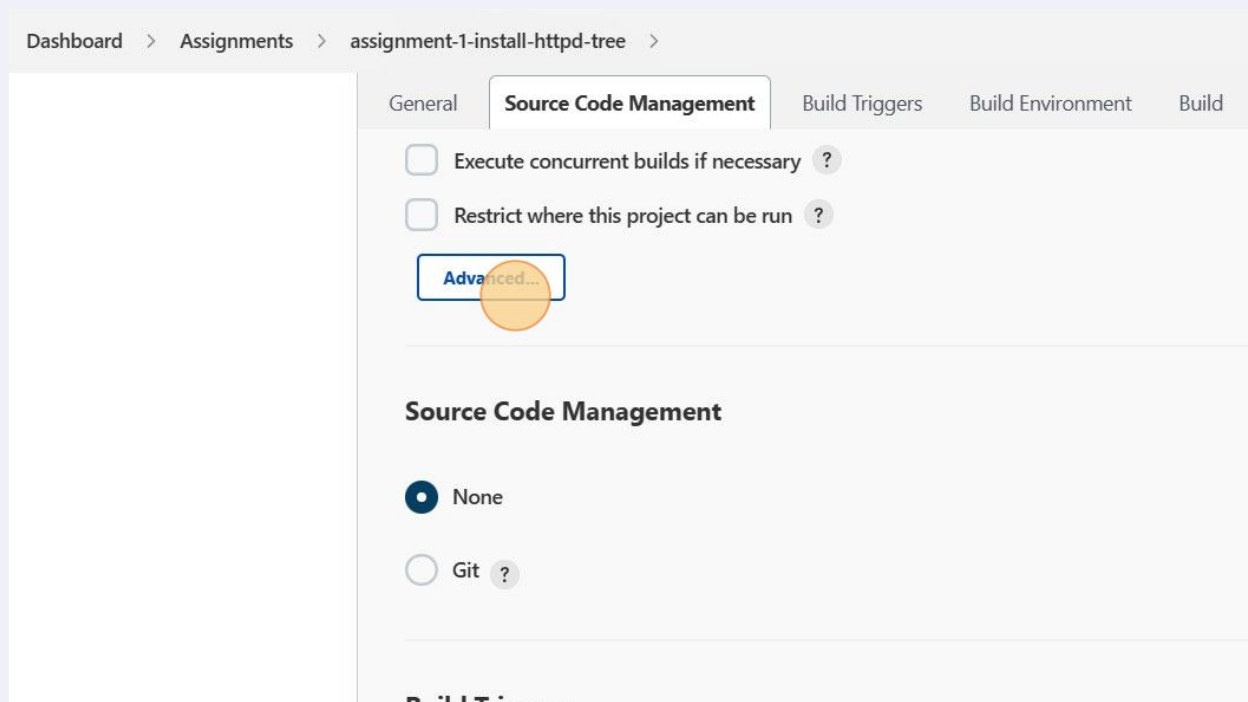 Dashboard > Assignments > assignment-1-install-httpd-tree >
General Source Code Management Build Triggers Build Environment Build
Execute concurrent builds if necessary ?
Restrict where this project can be run ?
Advanced...
Source Code Management
None
Git ?